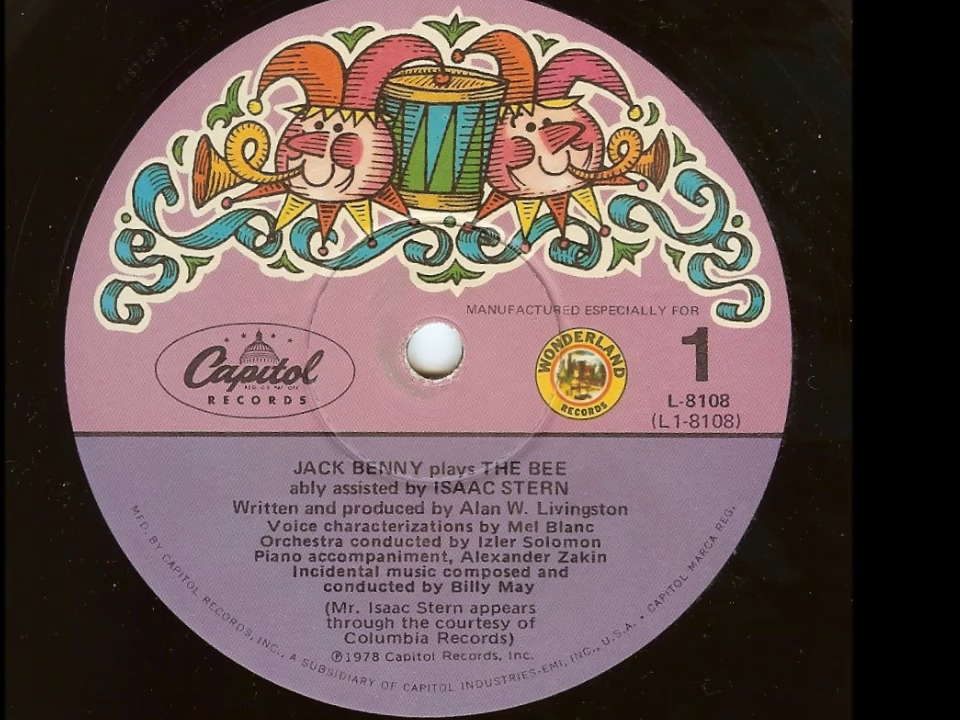 MANUFACTURED ESPECIALLY FOR
Capitol
RECORDS
WONDERLAND
RECORDS
1
L-8108
(L1-8108)
JACK BENNY plays THE BEE
ably assisted by ISAAC STERN
Written and produced by Alan W. Livingston
Voice characterizations by Mel Blanc
Orchestra conducted by Izler Solomon
Piano accompaniment, Alexander Zakin
Incidental music composed and
conducted by Billy May
(Mr. Isaac Stern appears
through the courtesy of
Columbia Records)
℗1978 Capitol Records, Inc.
MFD. BY CAPITOL RECORDS, INC., A SUBSIDIARY OF CAPITOL INDUSTRIES-EMI, INC., U.S.A. • CAPITOL MARCA REG.